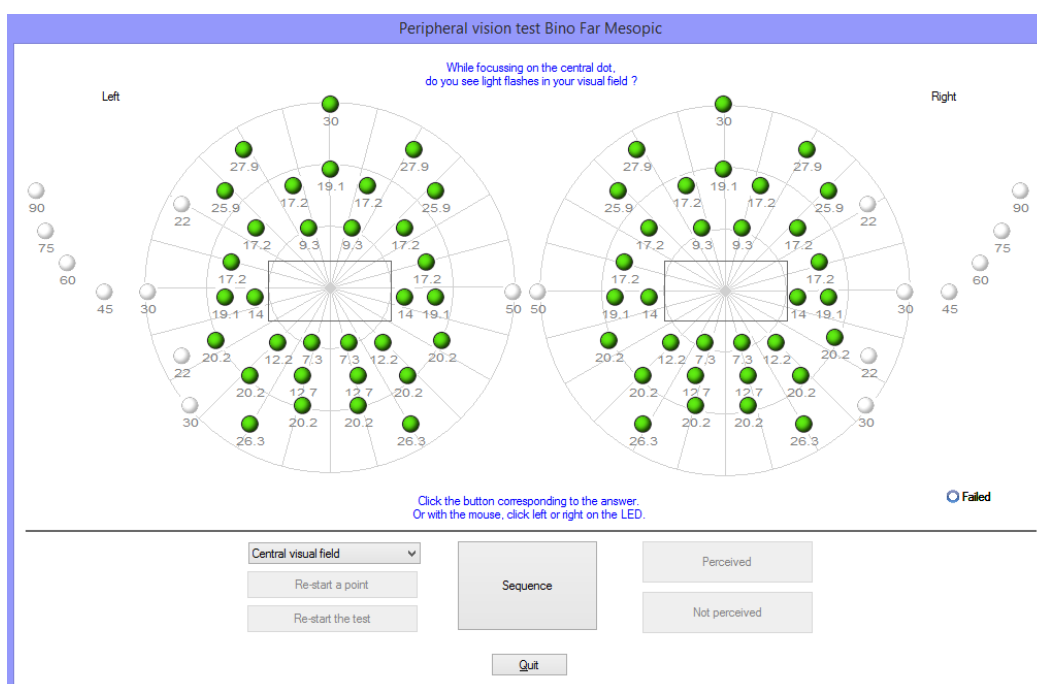 Peripheral vision test Bino Far Mesopic
While focussing on the central dot,
do you see light flashes in your visual field ?
Left
Right
30 30
27.9 27.9 27.9 27.9
19.1 19.1
17.2 17.2 17.2 17.2
25.9 25.9 25.9 25.9
90 22 22 90
17.2 9.3 9.3 17.2 17.2 9.3 9.3 17.2
75 75
60 17.2 17.2 17.2 17.2 60
45 30 19.1 14 14 19.1 50 50 19.1 14 14 19.1 30 45
20.2 12.2 7.3 7.3 12.2 20.2 20.2 12.2 7.3 7.3 12.2 20.2
22 22
20.2 12.7 12.7 20.2 20.2 12.7 12.7 20.2
30 20.2 20.2 20.2 20.2 30
26.3 26.3 26.3 26.3
Click the button corresponding to the answer.
Or with the mouse, click left or right on the LED.
Failed
Central visual field
Re-start a point
Re-start the test
Sequence
Perceived
Not perceived
Quit